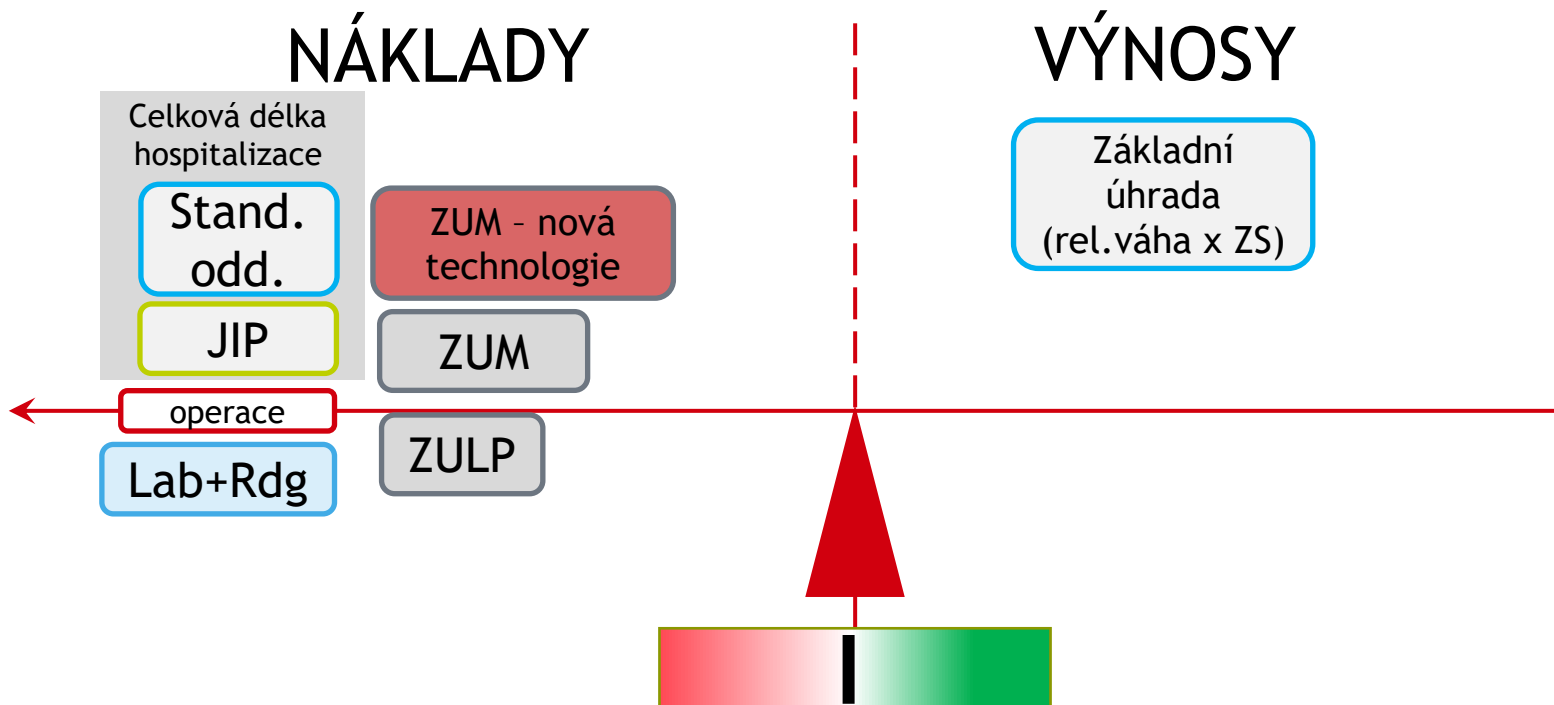 NÁKLADY
VÝNOSY
Celková délka
hospitalizace
Stand.
odd.
JIP
operace
Lab+Rdg
ZUM – nová
technologie
ZUM
ZULP
Základní
úhrada
(rel.váha x ZS)